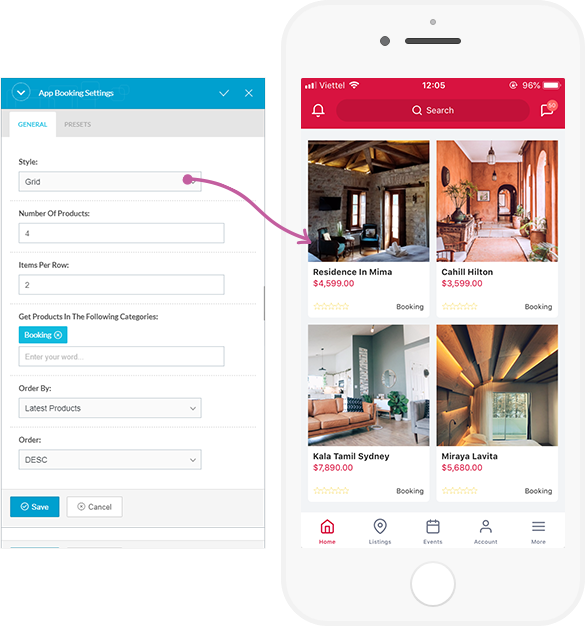 App Booking Settings
GENERAL
PRESETS
Style:
Grid
Number Of Products:
4
Items Per Row:
2
Get Products In The Following Categories:
Booking
Enter your word...
Order By:
Latest Products
Order:
DESC
Save
Cancel
Viettel
12:05
96%
Search
50
Residence In Mima
$4,599.00
Booking
Cahill Hilton
$3,599.00
Booking
Kala Tamil Sydney
$7,890.00
Booking
Miraya Lavita
$5,680.00
Booking
Home
Listings
Events
Account
More